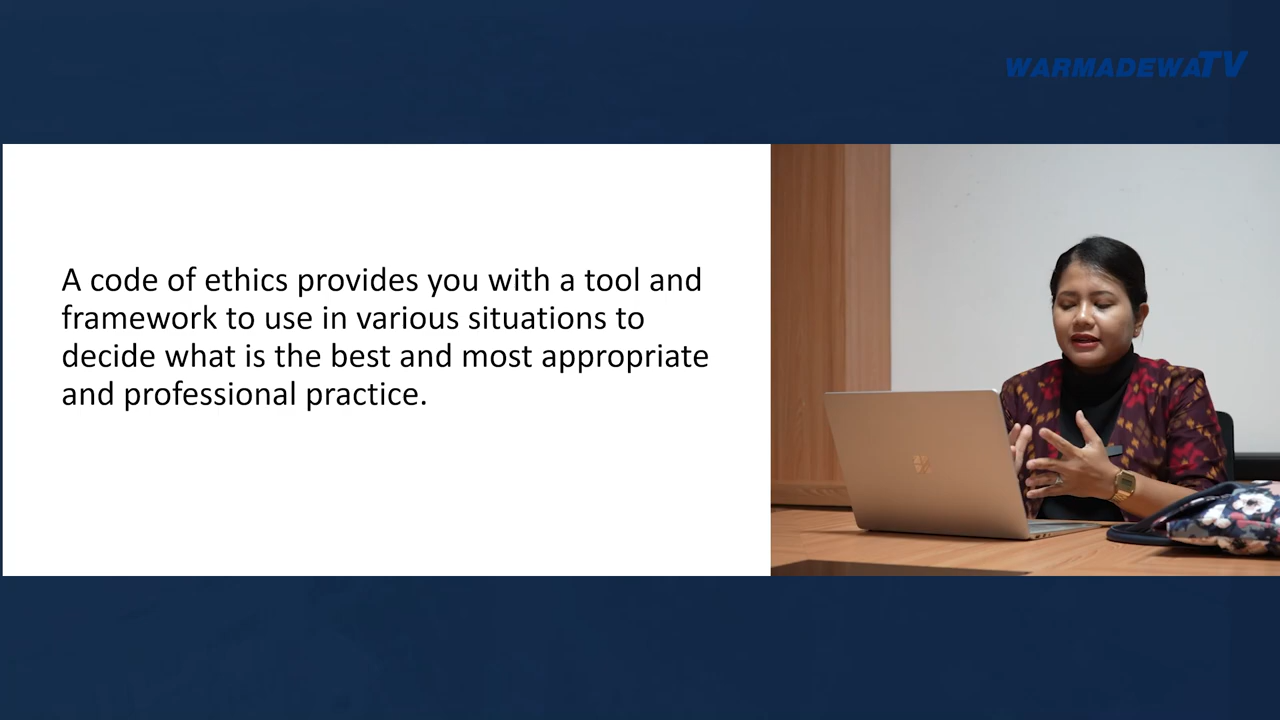 WARMADEWATV
A code of ethics provides you with a tool and
framework to use in various situations to
decide what is the best and most appropriate
and professional practice.